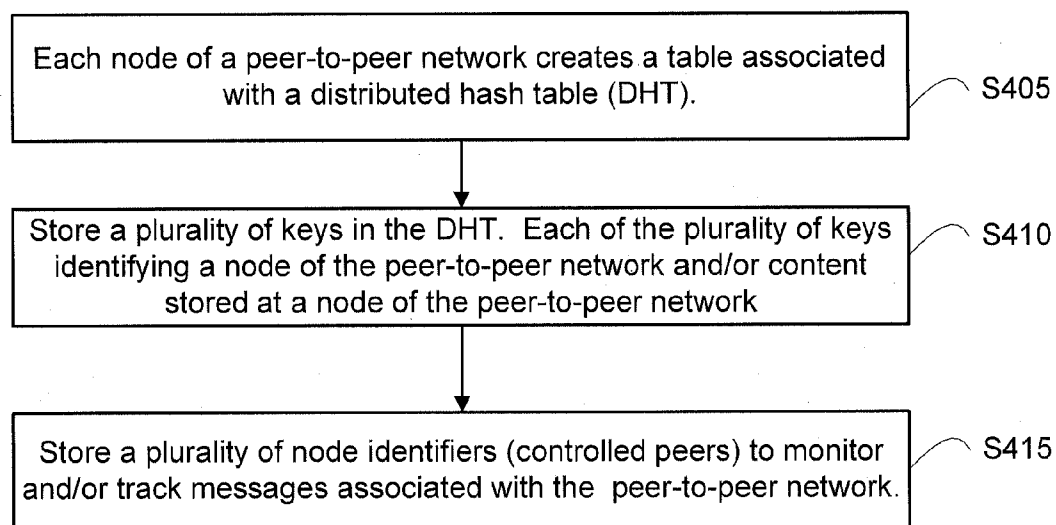 Each node of a peer-to-peer network creates a table associated
with a distributed hash table (DHT).
S405
Store a plurality of keys in the DHT. Each of the plurality of keys
identifying a node of the peer-to-peer network and/or content
stored at a node of the peer-to-peer network
S410
Store a plurality of node identifiers (controlled peers) to monitor
and/or track messages associated with the peer-to-peer network.
S415